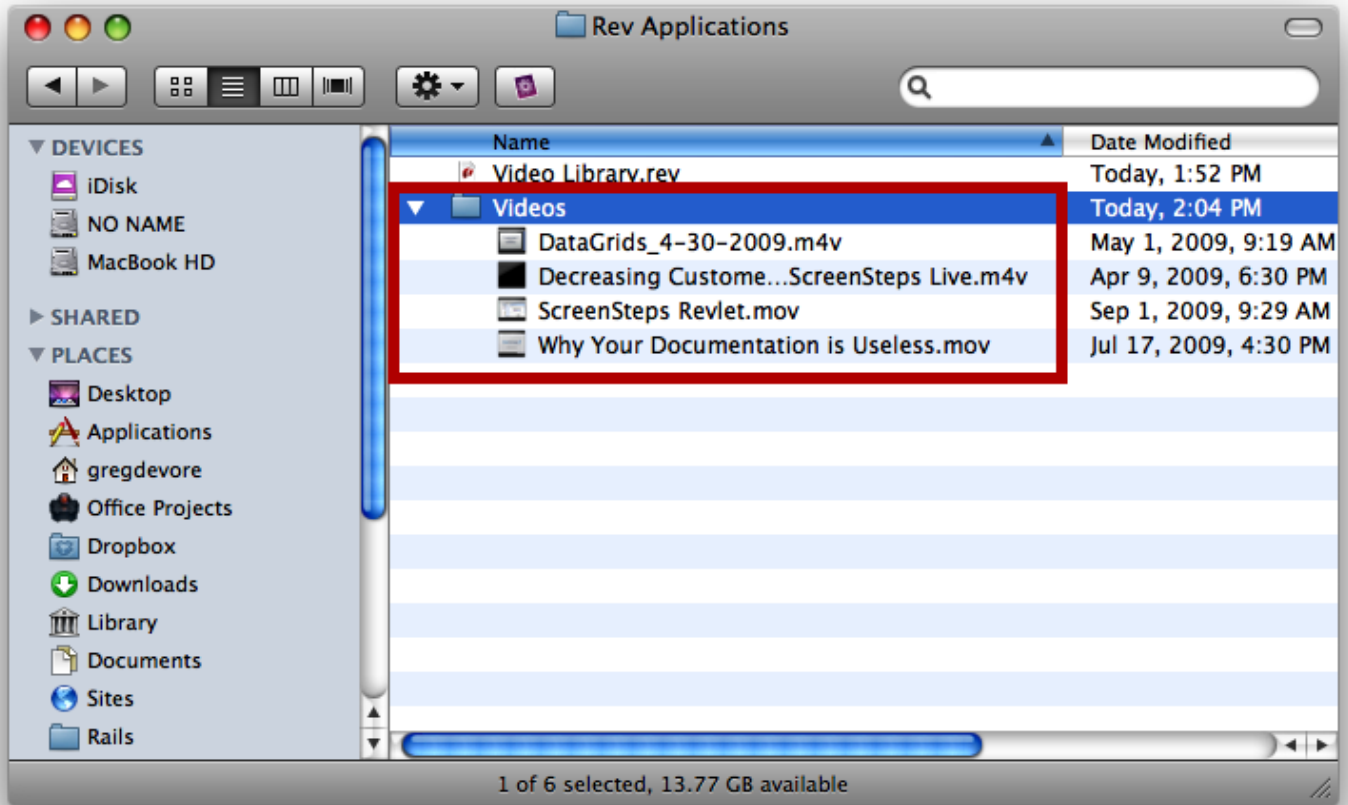 Rev Applications
Name Date Modified
DEVICES
iDisk
NO NAME
MacBook HD
SHARED
PLACES
Desktop
Applications
gregdevore
Office Projects
Dropbox
Downloads
Library
Documents
Sites
Rails
Video Library.rev Today, 1:52 PM
Videos Today, 2:04 PM
DataGrids_4-30-2009.m4v May 1, 2009, 9:19 AM
Decreasing Custome...ScreenSteps Live.m4v Apr 9, 2009, 6:30 PM
ScreenSteps Revlet.mov Sep 1, 2009, 9:29 AM
Why Your Documentation is Useless.mov Jul 17, 2009, 4:30 PM
1 of 6 selected, 13.77 GB available